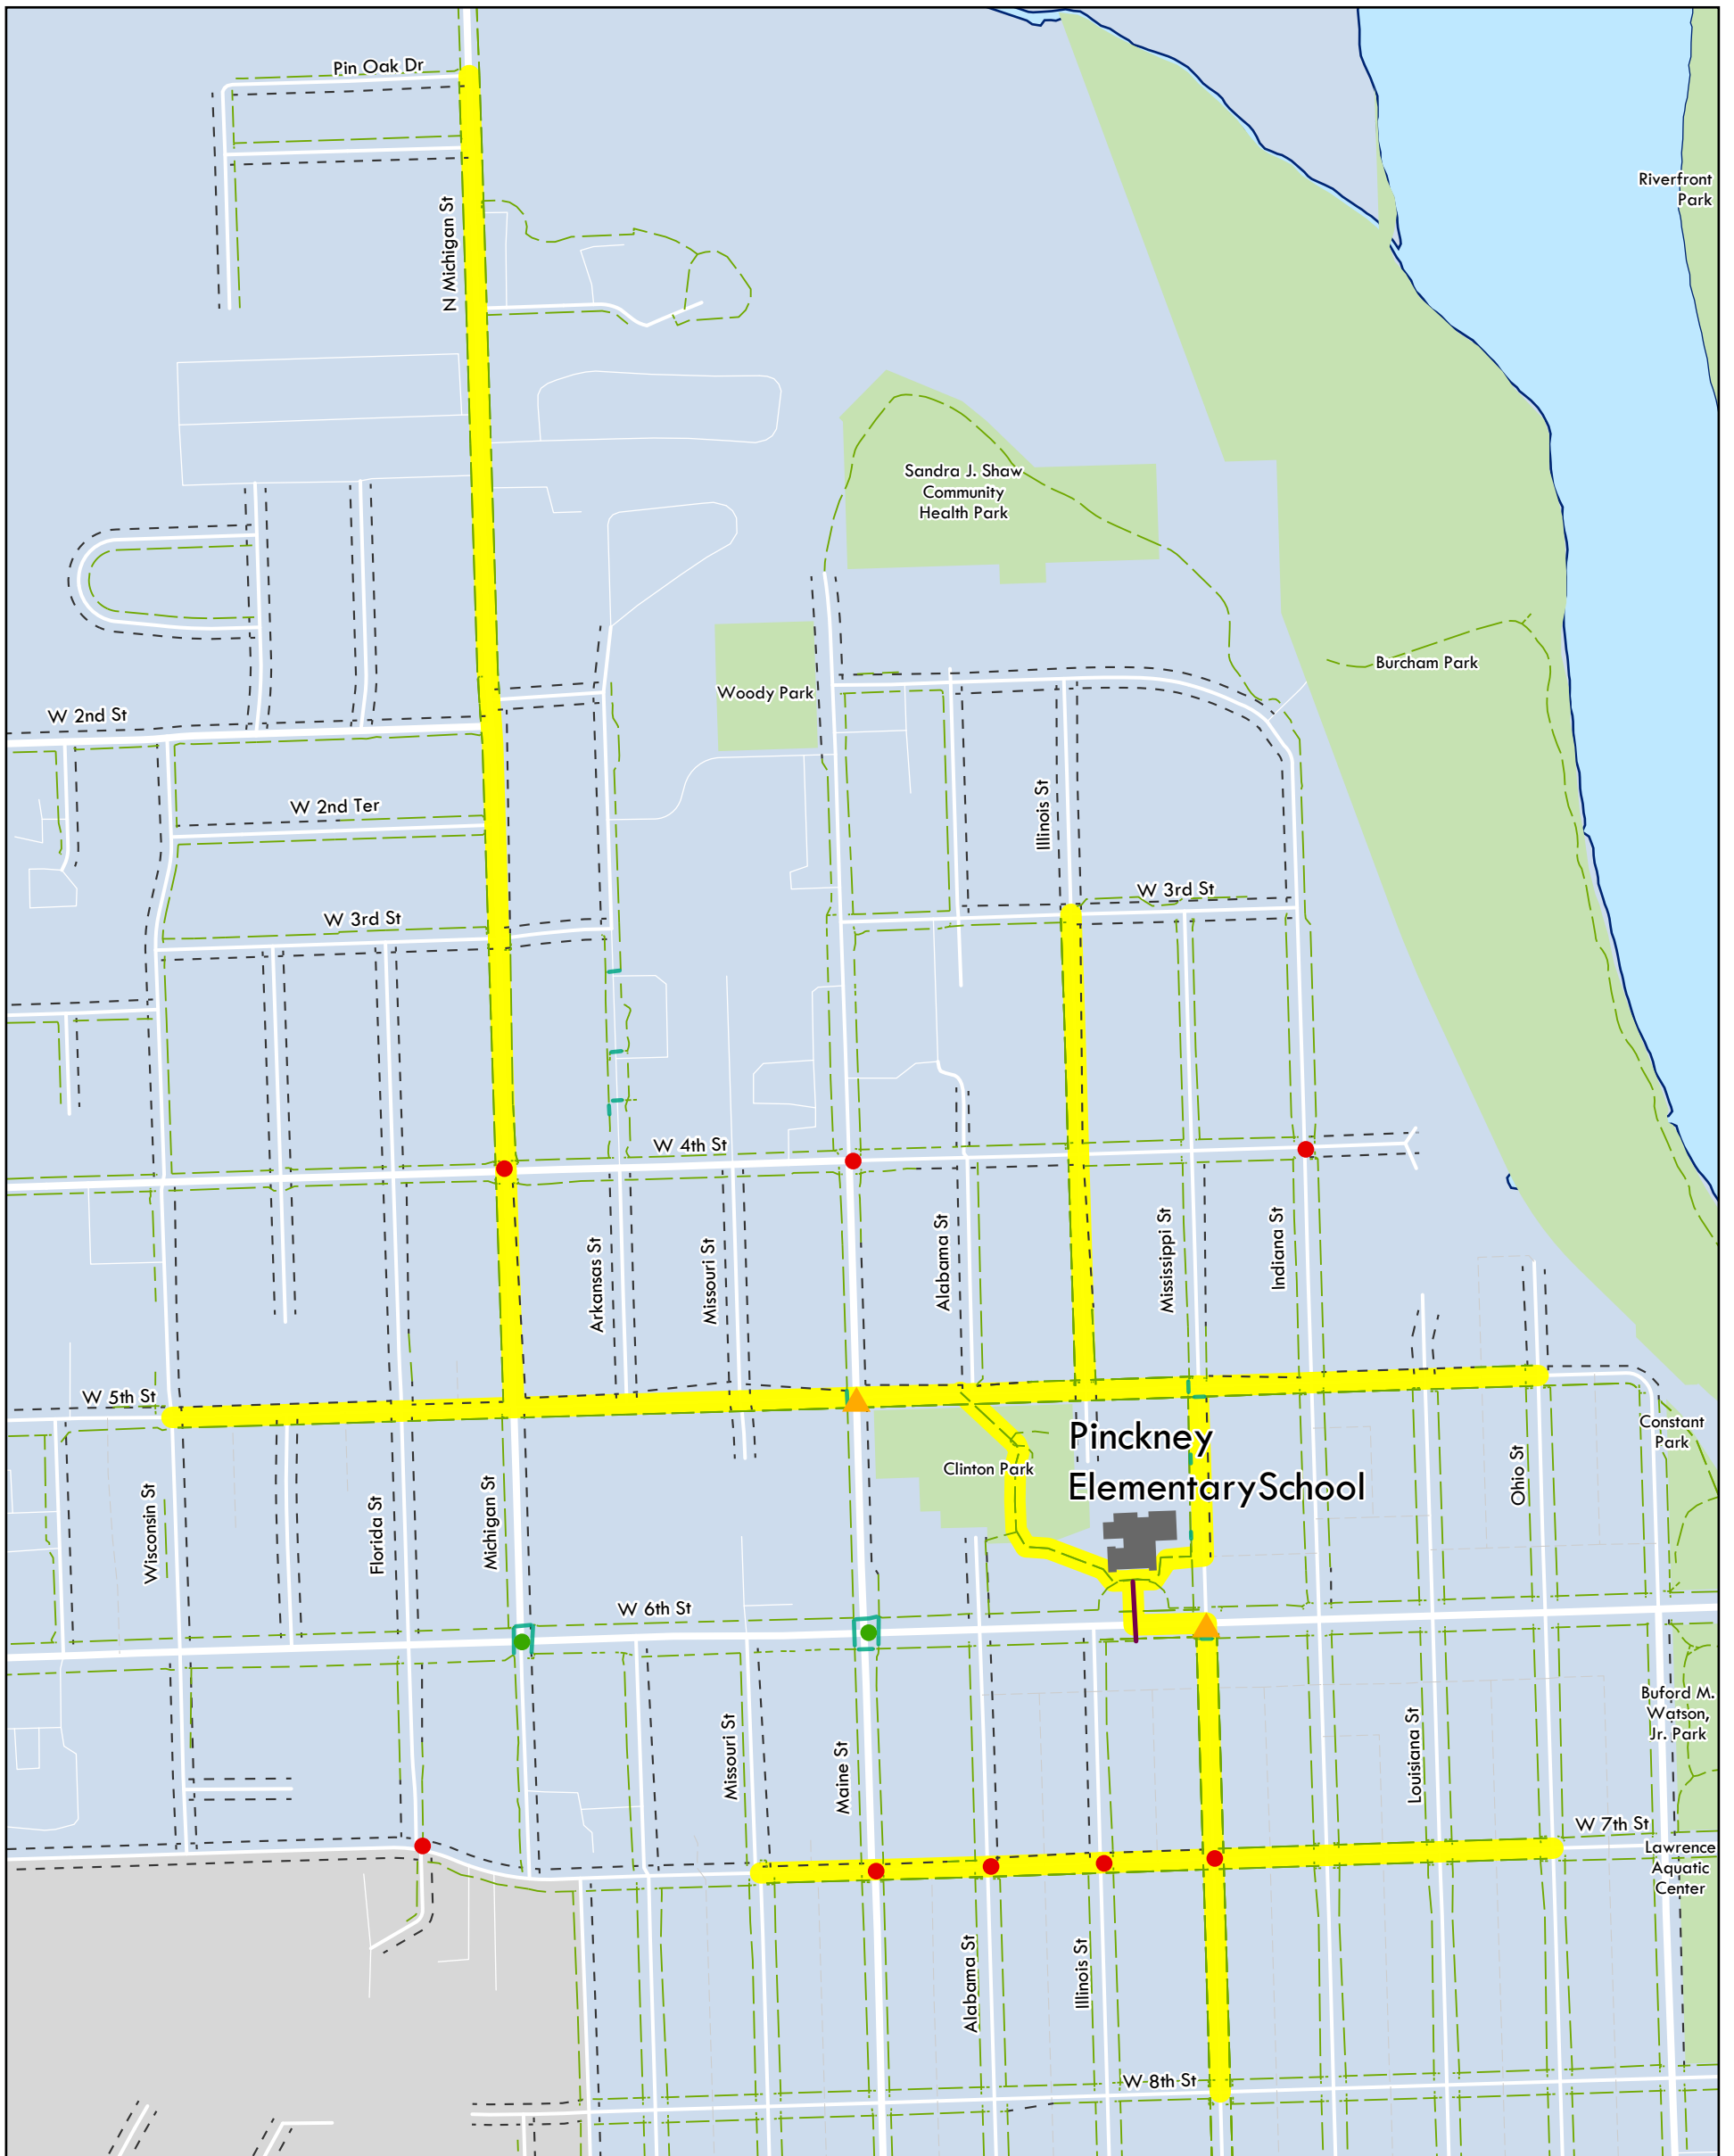 Pin Oak Dr
Riverfront
Park
N Michigan St
Sandra J. Shaw
Community
Health Park
Burcham Park
Woody Park
W 2nd St
W 2nd Ter
Illinois St
W 3rd St
W 3rd St
W 4th St
Arkansas St
Missouri St
Alabama St
Mississippi St
Indiana St
W 5th St
Constant
Park
Pinckney
ElementarySchool
Clinton Park
Wisconsin St
Florida St
Michigan St
Ohio St
W 6th St
Buford M.
Watson,
Jr. Park
Missouri St
Maine St
Louisiana St
W 7th St
Lawrence
Aquatic
Center
Alabama St
Illinois St
W 8th St